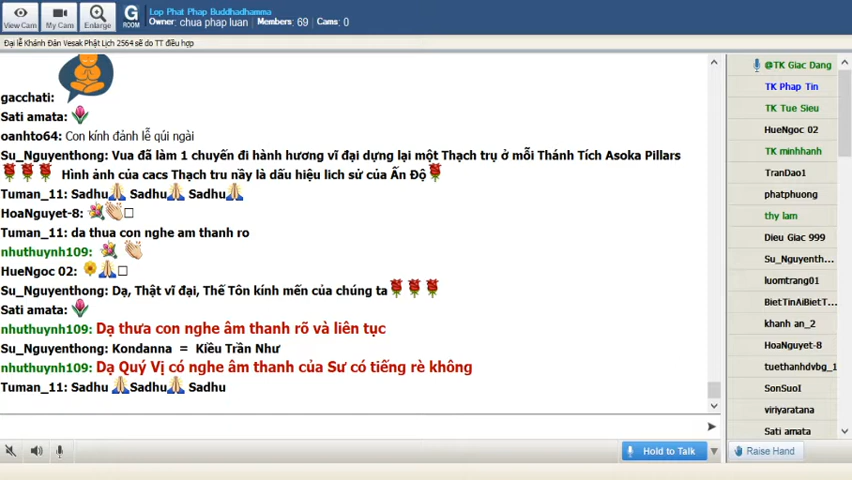 Lop Phat Phap Buddhadhamma
Owner: chua phap luan Members: 69 Cams: 0
View Cam
My Cam
Enlarge
G
ROOM
Đại lễ Khánh Đản Vesak Phật Lịch 2564 sẽ do TT điều hợp
gacchati:
Sati amata:
oanhto64: Con kính đảnh lễ qúi ngài
Su_Nguyenthong: Vua đã làm 1 chuyến đi hành hương vĩ đại dựng lại một Thạch trụ ở mỗi Thánh Tích Asoka Pillars
Hình ảnh của cacs Thạch tru nầy là dấu hiệu lich sử của Ấn Độ
Tuman_11: Sadhu Sadhu Sadhu
HoaNguyet-8:
Tuman_11: da thua con nghe am thanh ro
nhuthuynh109:
HueNgoc 02:
Su_Nguyenthong: Dạ, Thật vĩ đại, Thế Tôn kính mến của chúng ta
Sati amata:
nhuthuynh109: Dạ thưa con nghe âm thanh rõ và liên tục
Su_Nguyenthong: Kondanna = Kiều Trần Như
nhuthuynh109: Dạ Quý Vị có nghe âm thanh của Sư có tiếng rè không
Tuman_11: Sadhu Sadhu Sadhu
@TK Giac Dang
TK Phap Tin
TK Tue Sieu
HueNgoc 02
TK minhhanh
TranDao1
phatphuong
thy lam
Dieu Giac 999
Su_Nguyenth...
luomtrang01
BietTinAiBietT...
khanh an_2
HoaNguyet-8
tuethanhdvbg_1
SonSuoI
viriyaratana
Sati amata
Hold to Talk
Raise Hand